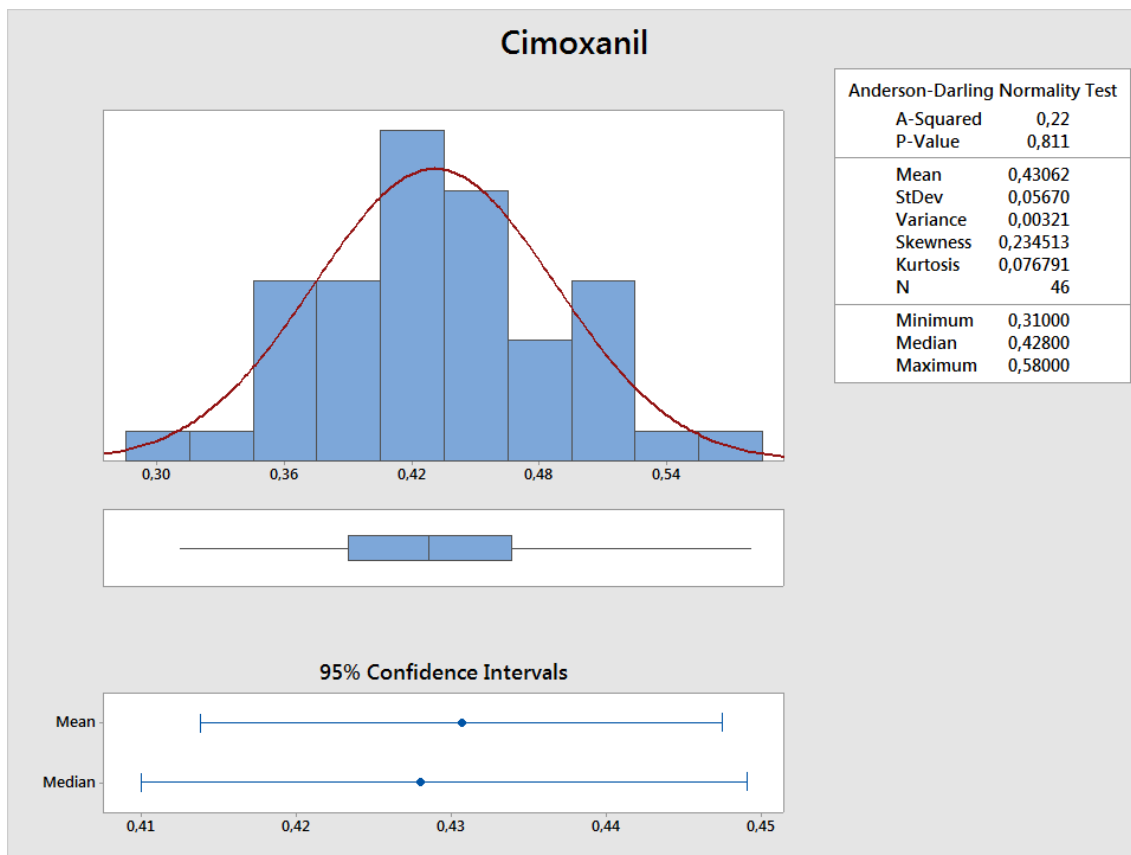 Cimoxanil
Anderson-Darling Normality Test
A-Squared 0,22
P-Value 0,811
Mean 0,43062
StDev 0,05670
Variance 0,00321
Skewness 0,234513
Kurtosis 0,076791
N 46
Minimum 0,31000
Median 0,42800
Maximum 0,58000
0,30 0,36 0,42 0,48 0,54
95% Confidence Intervals
Mean
Median
0,41 0,42 0,43 0,44 0,45